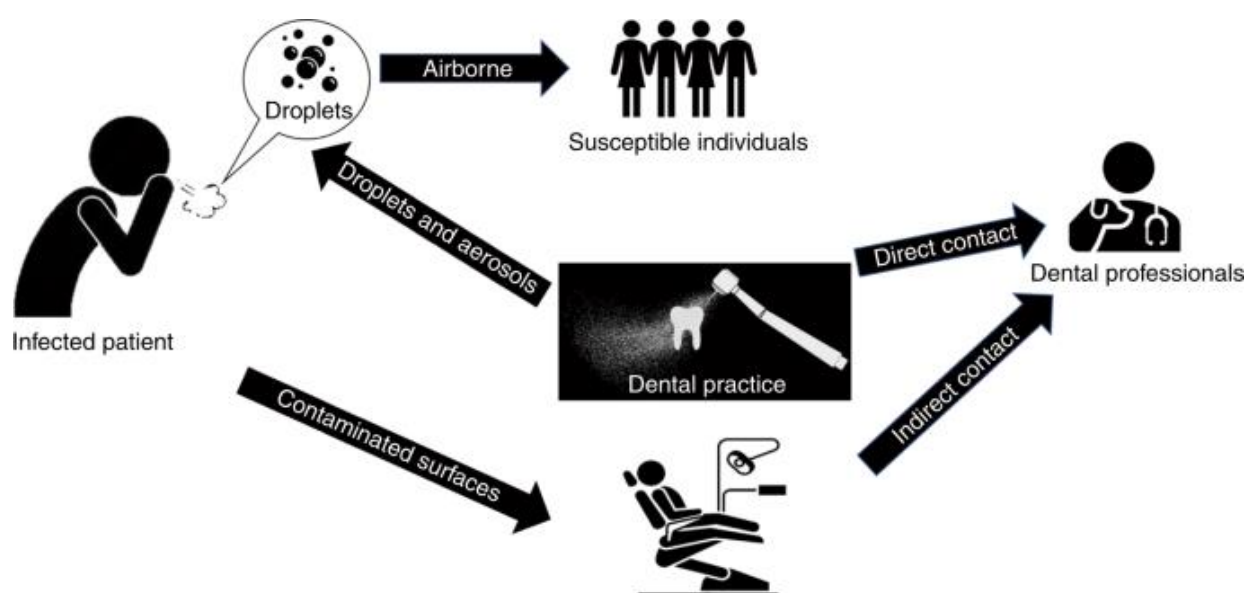 Airborne
Droplets
Susceptible individuals
Droplets and aerosols
Direct contact
Dental professionals
Infected patient
Dental practice
Contaminated surfaces
Indirect contact